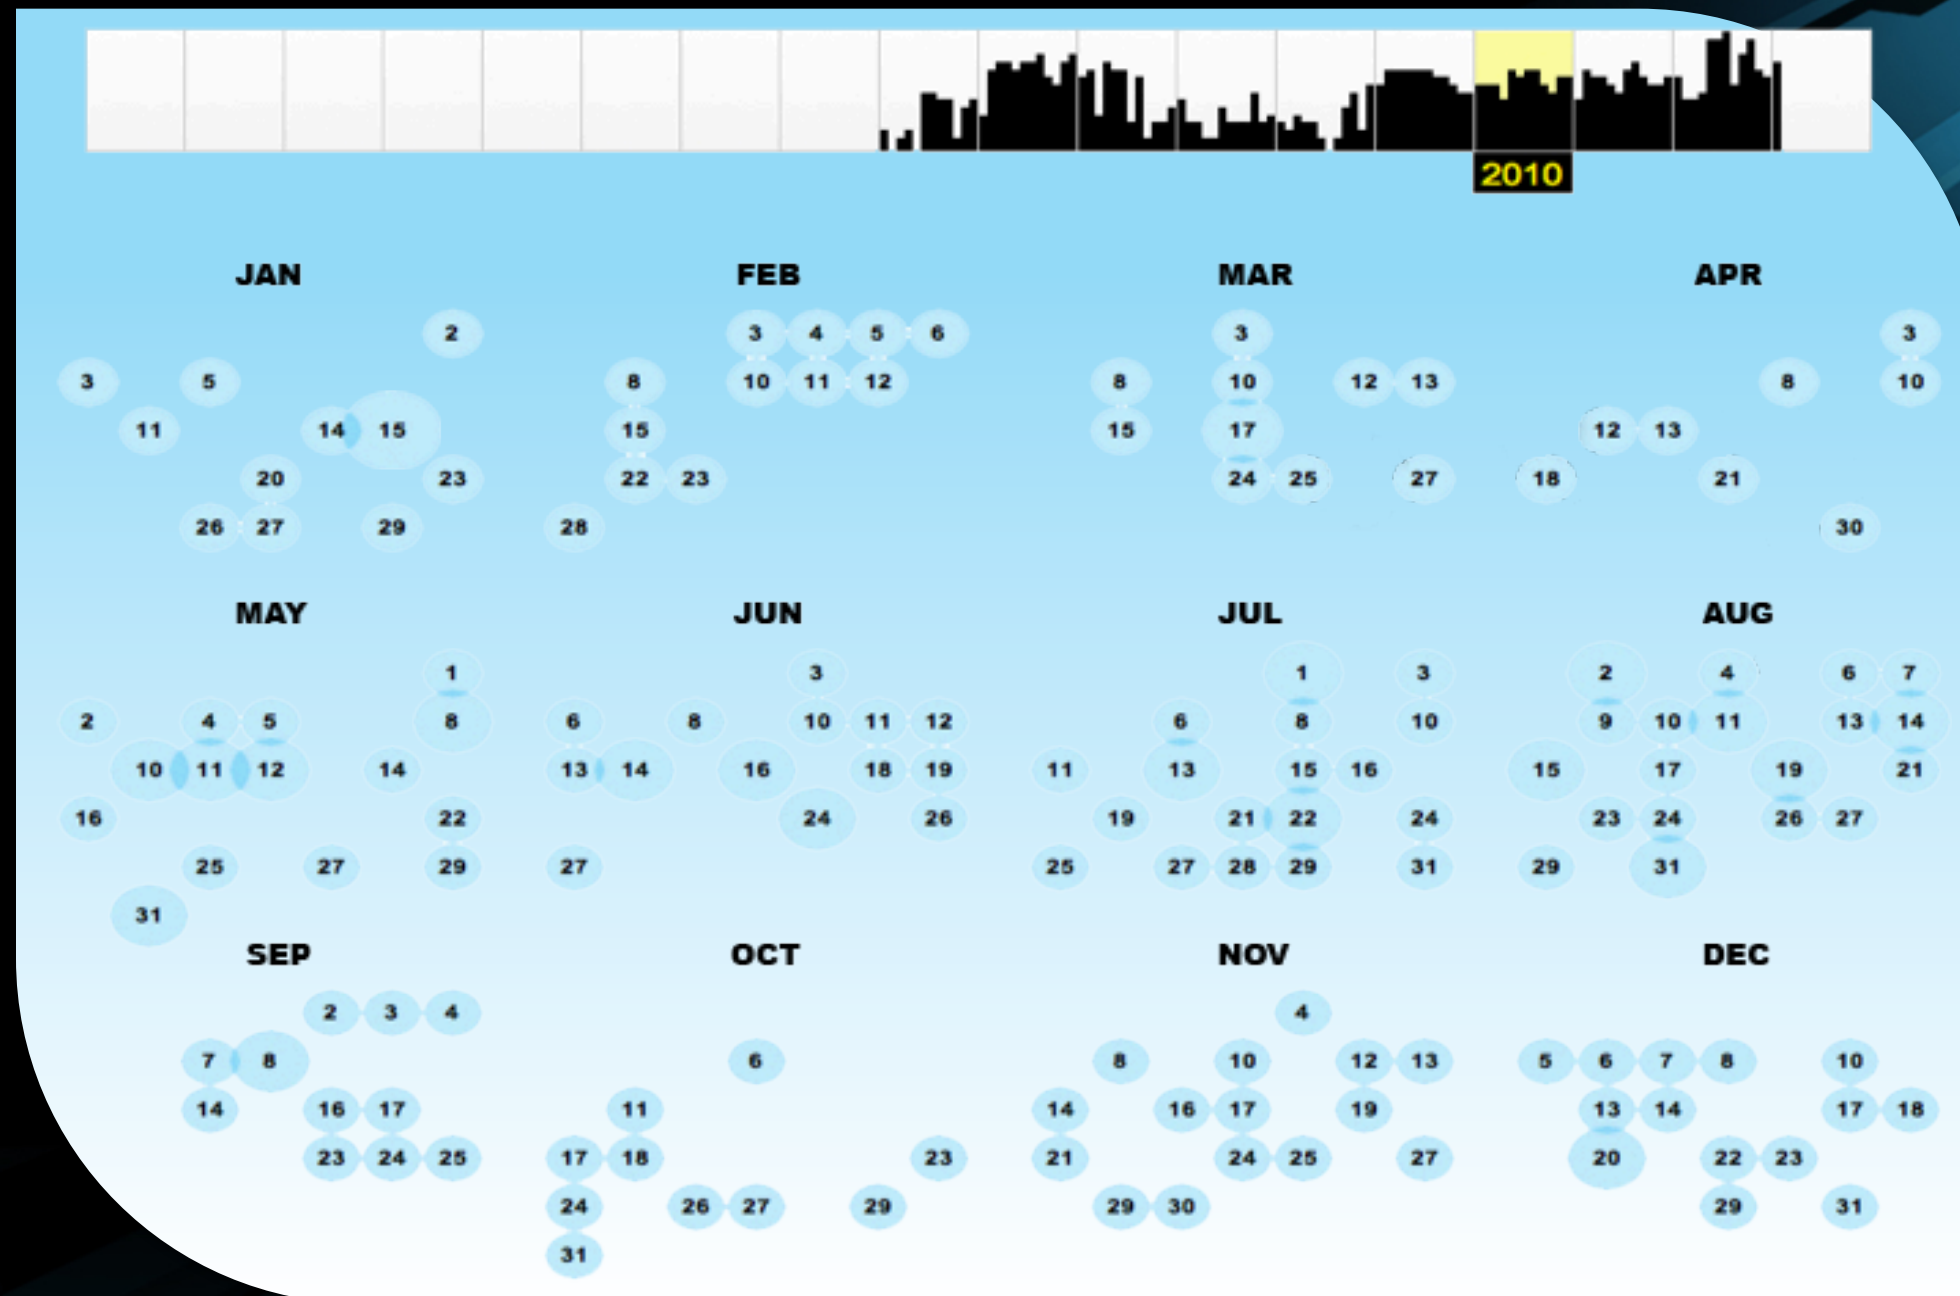 2010
JAN FEB MAR APR
2 3 4 5 6 3 3
3 5 8 10 11 12 8 10 12 13 8 10
11 14 15 15 15 17 12 13
20 23 22 23 24 25 27 18 21
26 27 29 28 30
MAY JUN JUL AUG
1 3 1 3 2 4 6 7
2 4 5 8 6 8 10 11 12 6 8 10 9 10 11 13 14
10 11 12 14 13 14 16 18 19 11 13 15 16 15 17 19 21
16 22 24 26 19 21 22 24 23 24 26 27
25 27 29 27 25 27 28 29 31 29 31
31
SEP OCT NOV DEC
2 3 4 4
7 8 6 8 10 12 13 5 6 7 8 10
14 16 17 11 14 16 17 19 13 14 17 18
23 24 25 17 18 23 21 24 25 27 20 22 23
24 26 27 29 29 30 29 31
31